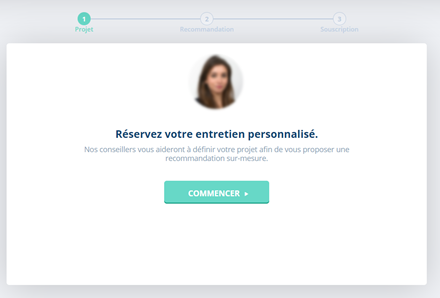 1 2 3
Projet Recommandation Souscription
Réservez votre entretien personnalisé.
Nos conseillers vous aideront à définir votre projet afin de vous proposer une
recommandation sur-mesure.
COMMENCER ▸